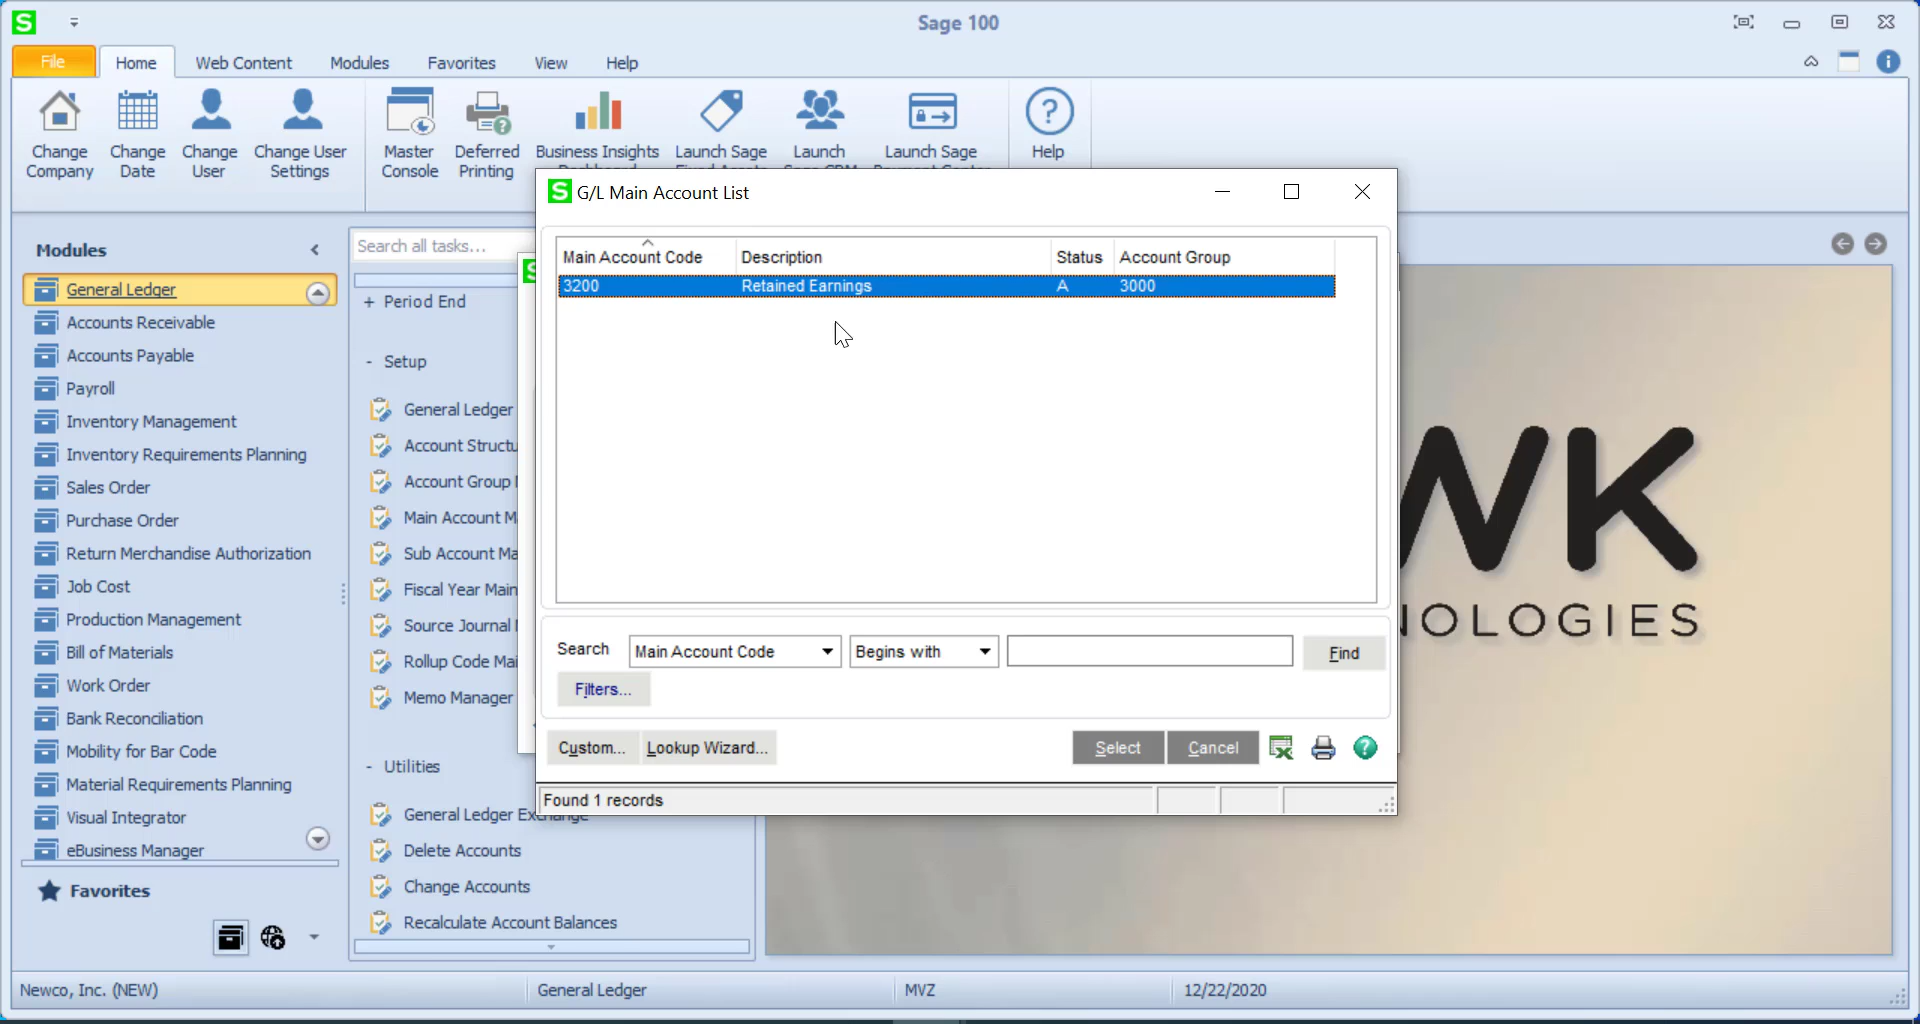 S
Sage 100
File
Home
Web Content
Modules
Favorites
View
Help
Change Company
Change Date
Change User
Change User Settings
Master Console
Deferred Printing
Business Insights
Launch Sage
Launch
Launch Sage
Help
Modules
General Ledger
Accounts Receivable
Accounts Payable
Payroll
Inventory Management
Inventory Requirements Planning
Sales Order
Purchase Order
Return Merchandise Authorization
Job Cost
Production Management
Bill of Materials
Work Order
Bank Reconciliation
Mobility for Bar Code
Material Requirements Planning
Visual Integrator
eBusiness Manager
Favorites
Search all tasks...
+ Period End
- Setup
General Ledger
Account Structu
Account Group
Main Account M
Sub Account Ma
Fiscal Year Main
Source Journal
Rollup Code Mai
Memo Manager
- Utilities
General Ledger Exchange
Delete Accounts
Change Accounts
Recalculate Account Balances
S G/L Main Account List
Main Account Code Description Status Account Group
3200 Retained Earnings A 3000
Search Main Account Code Begins with Find
Filters...
Custom... Lookup Wizard... Select Cancel
Found 1 records
WK
NOLOGIES
Newco, Inc. (NEW) General Ledger MVZ 12/22/2020